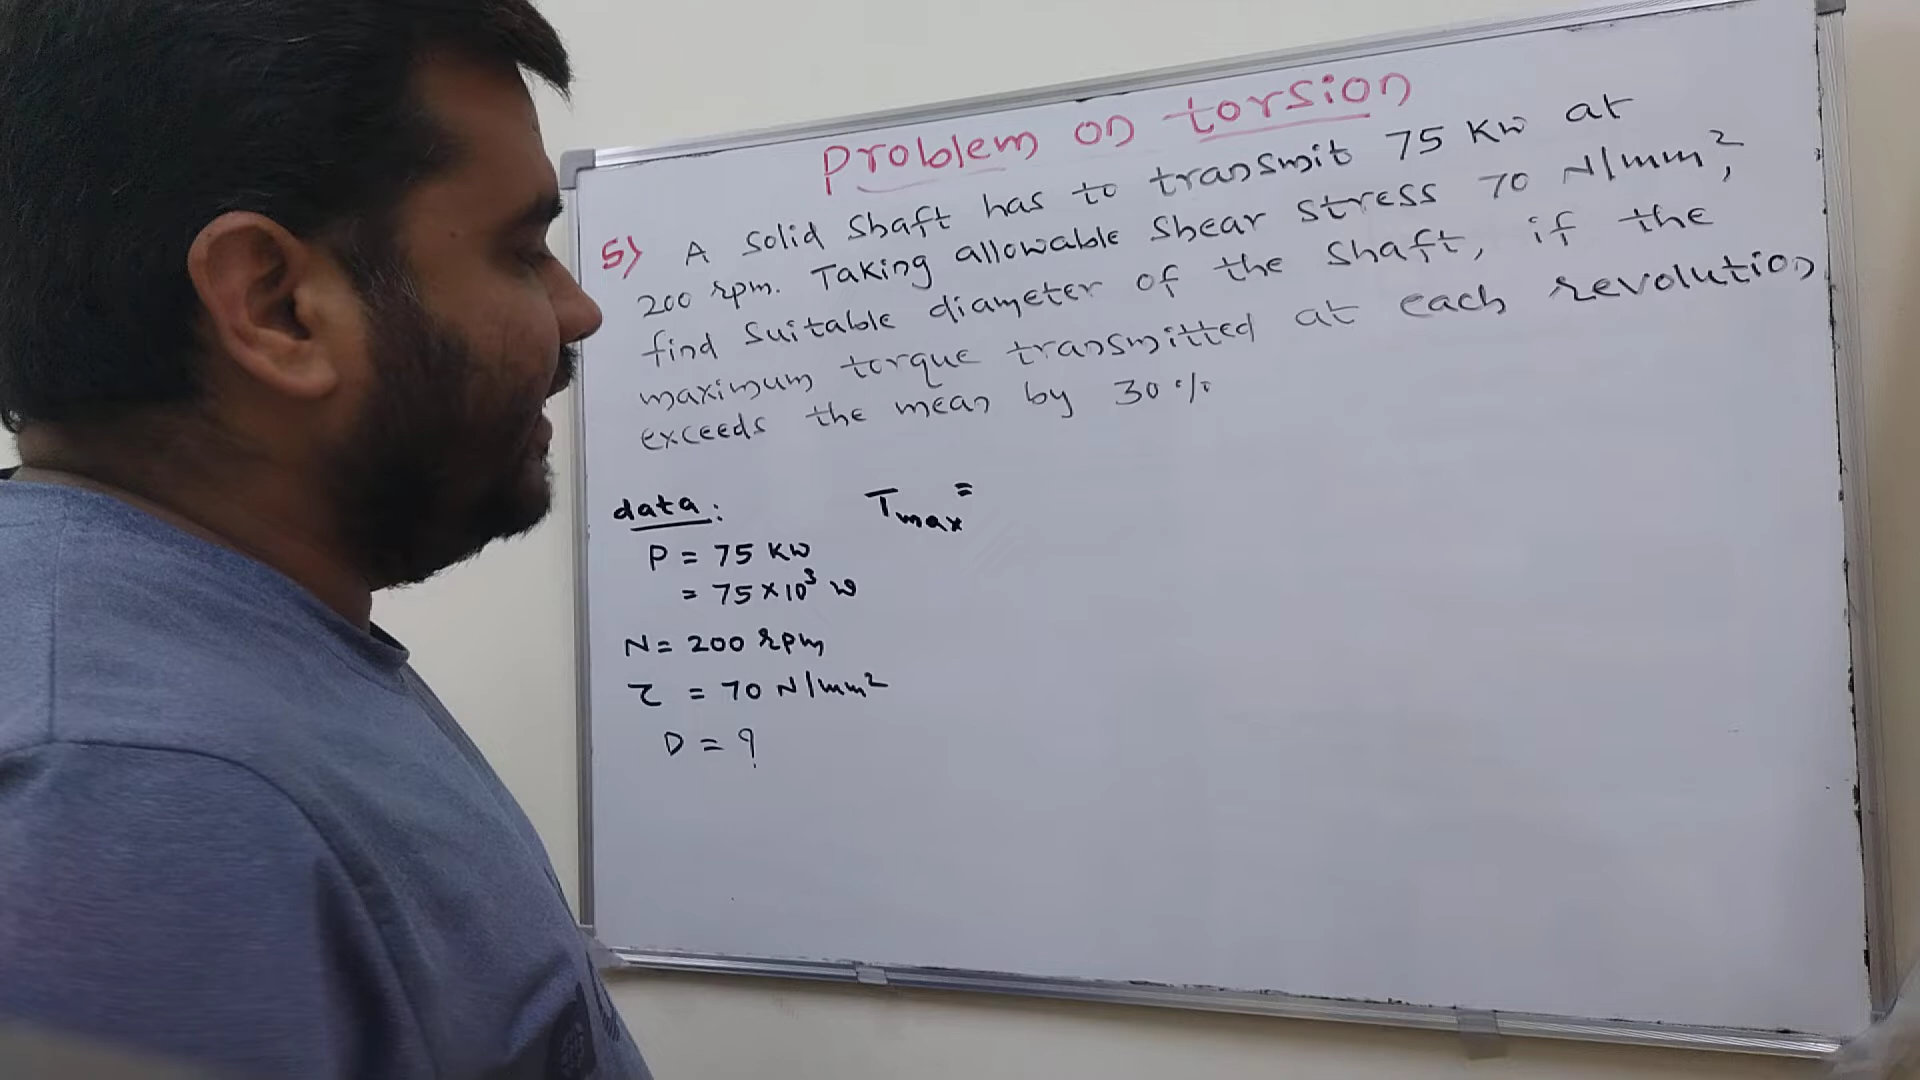 Problem on torsion
5) A solid shaft has to transmit 75 KW at
200 rpm. Taking allowable shear stress 70 N/mm²,
find suitable diameter of the shaft, if the
maximum torque transmitted at each revolution
exceeds the mean by 30%
data:
P = 75 KW
= 75×10³ W
N = 200 rpm
τ = 70 N/mm²
D = ?
Tmax =